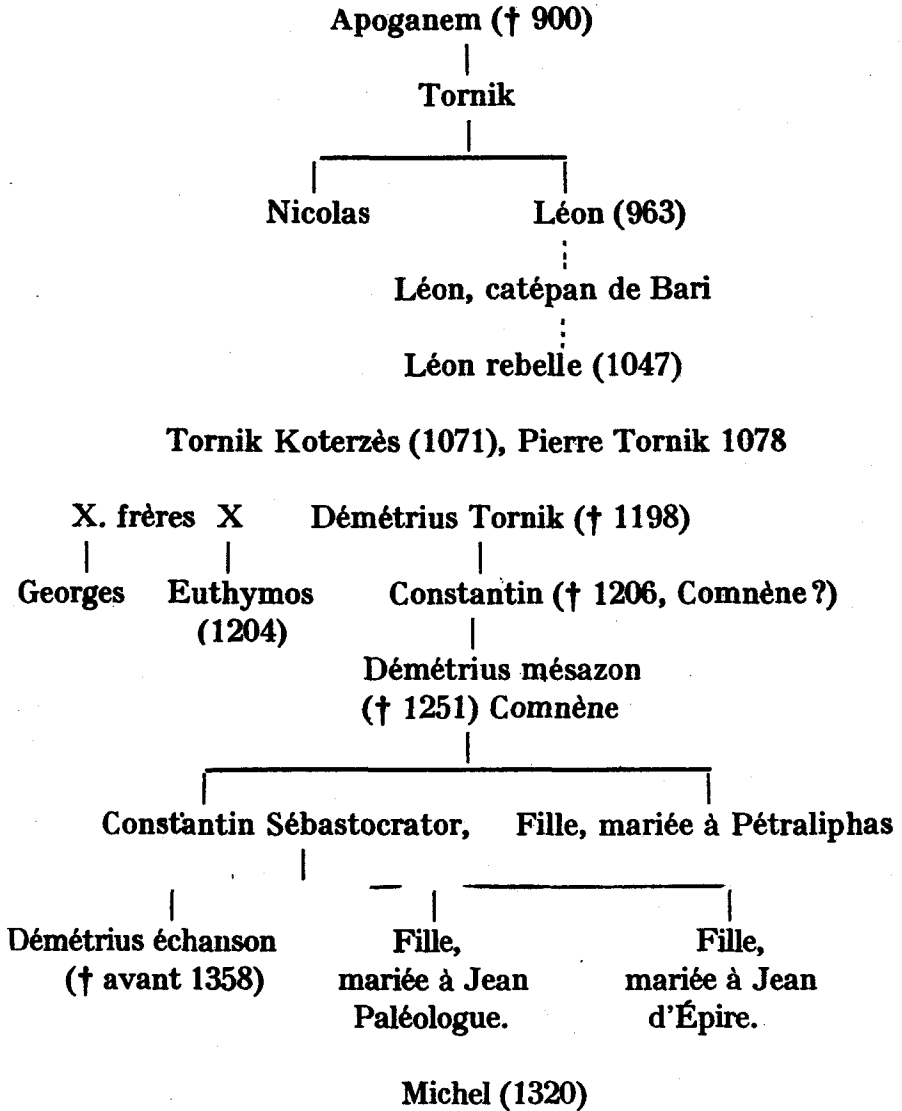 Apoganem († 900)
Tornik
Nicolas Léon (963)
Léon, catépan de Bari
Léon rebelle (1047)
Tornik Koterzès (1071), Pierre Tornik 1078
X. frères X Démétrius Tornik († 1198)
Georges Euthymos Constantin († 1206, Comnène?)
(1204)
Démétrius mésazon
(† 1251) Comnène
Constantin Sébastocrator, Fille, mariée à Pétraliphas
Démétrius échanson Fille, Fille,
(† avant 1358) mariée à Jean mariée à Jean
Paléologue. d'Épire.
Michel (1320)